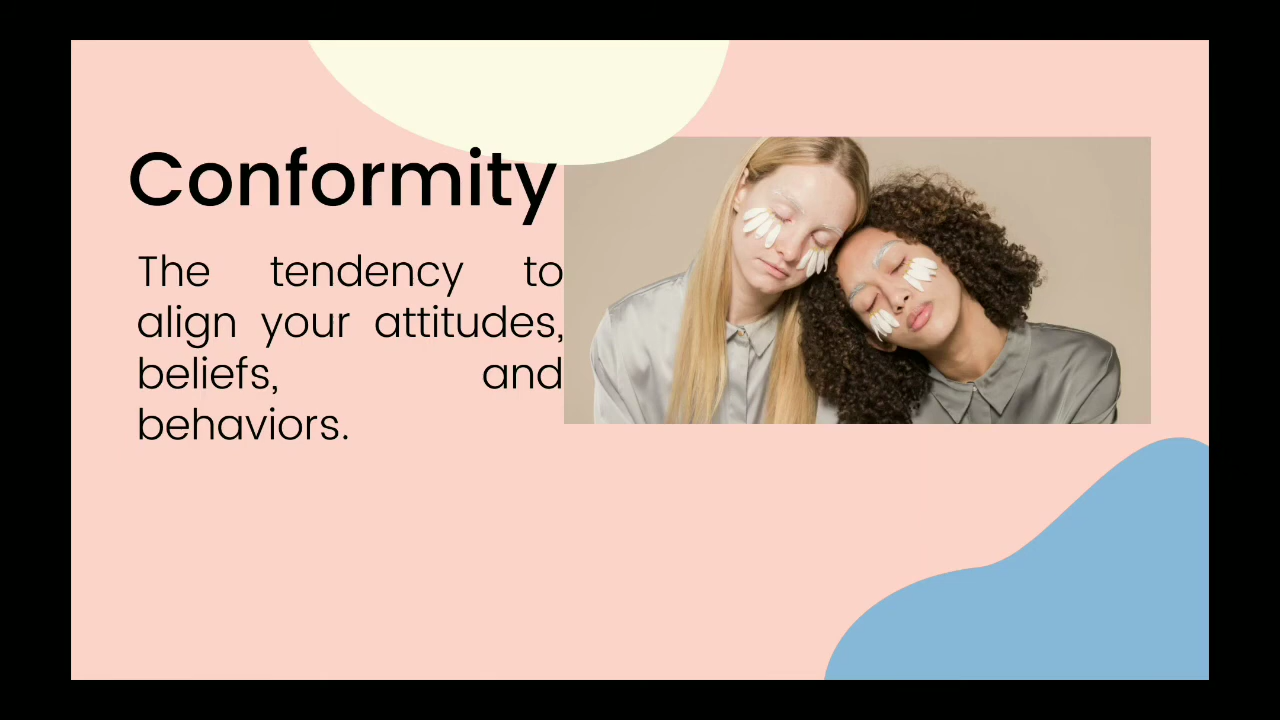 Conformity
The tendency to
align your attitudes,
beliefs, and
behaviors.